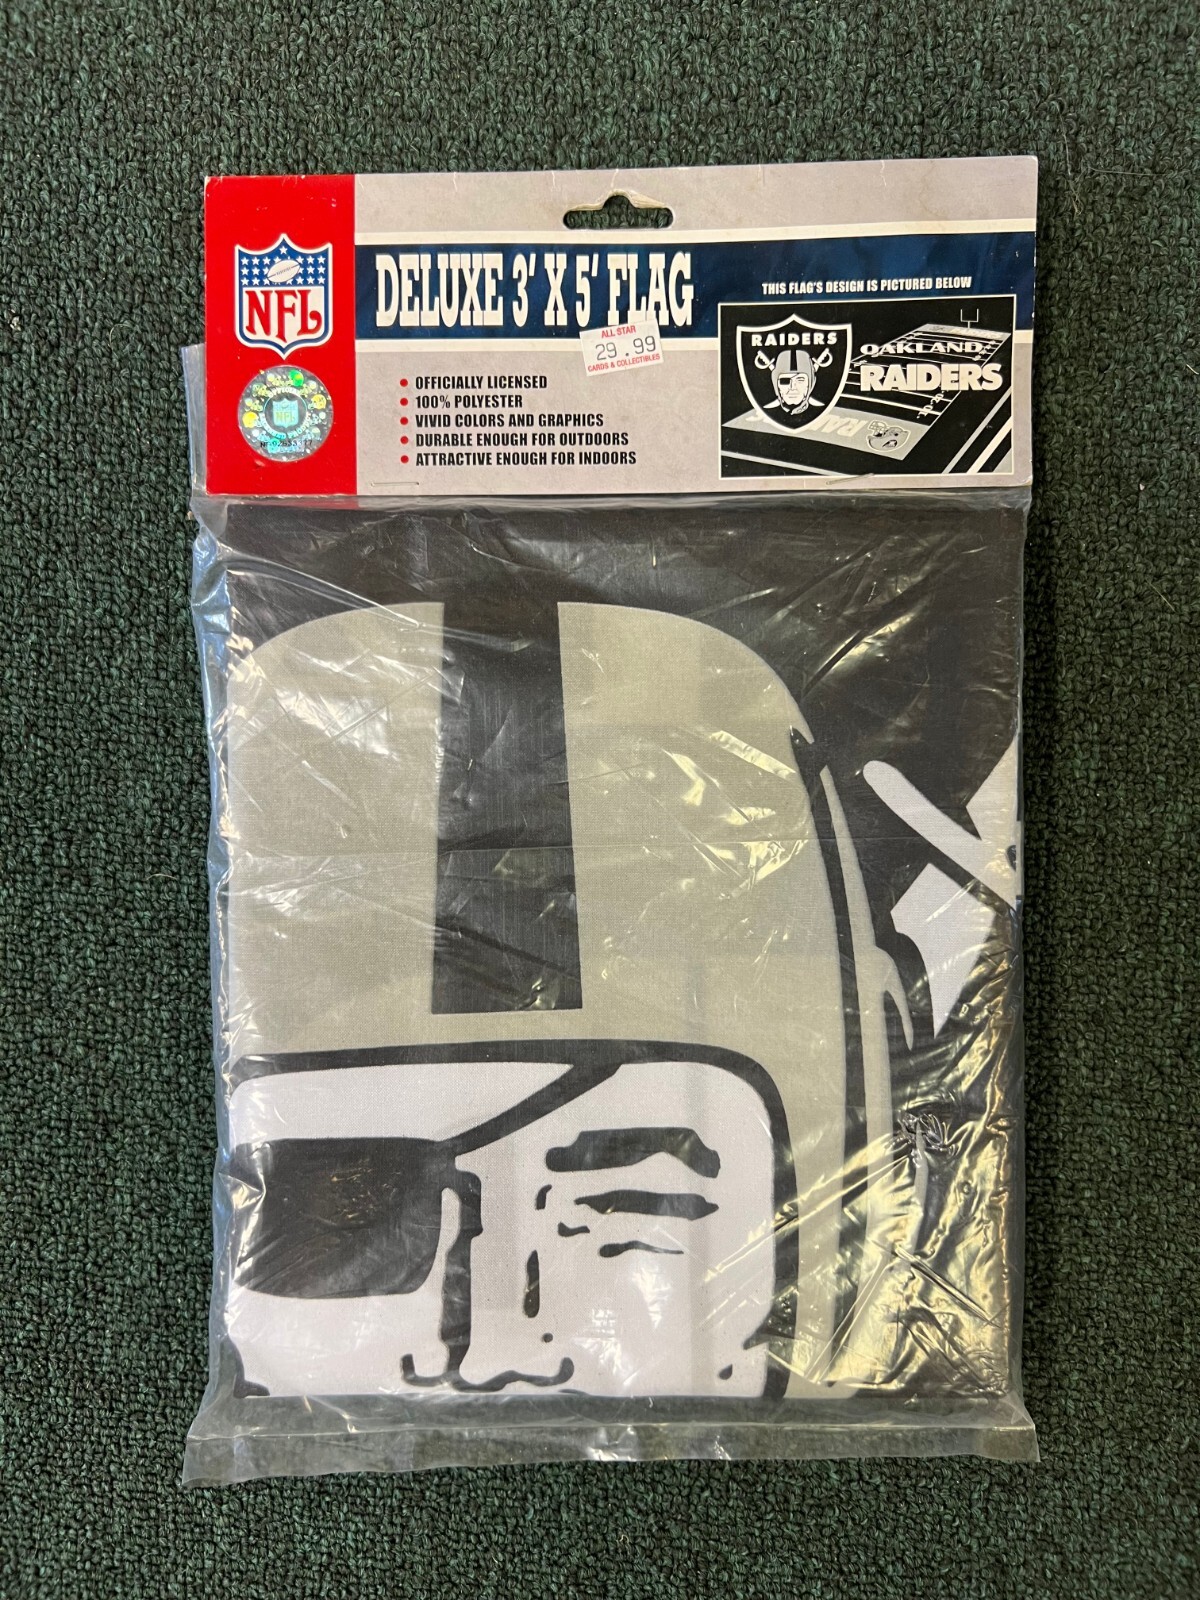 NFL
DELUXE 3' X 5' FLAG
ALL STAR
29.99
CARDS & COLLECTIBLES
• OFFICIALLY LICENSED
• 100% POLYESTER
• VIVID COLORS AND GRAPHICS
• DURABLE ENOUGH FOR OUTDOORS
• ATTRACTIVE ENOUGH FOR INDOORS
THIS FLAG'S DESIGN IS PICTURED BELOW
RAIDERS
OAKLAND
RAIDERS
NFL